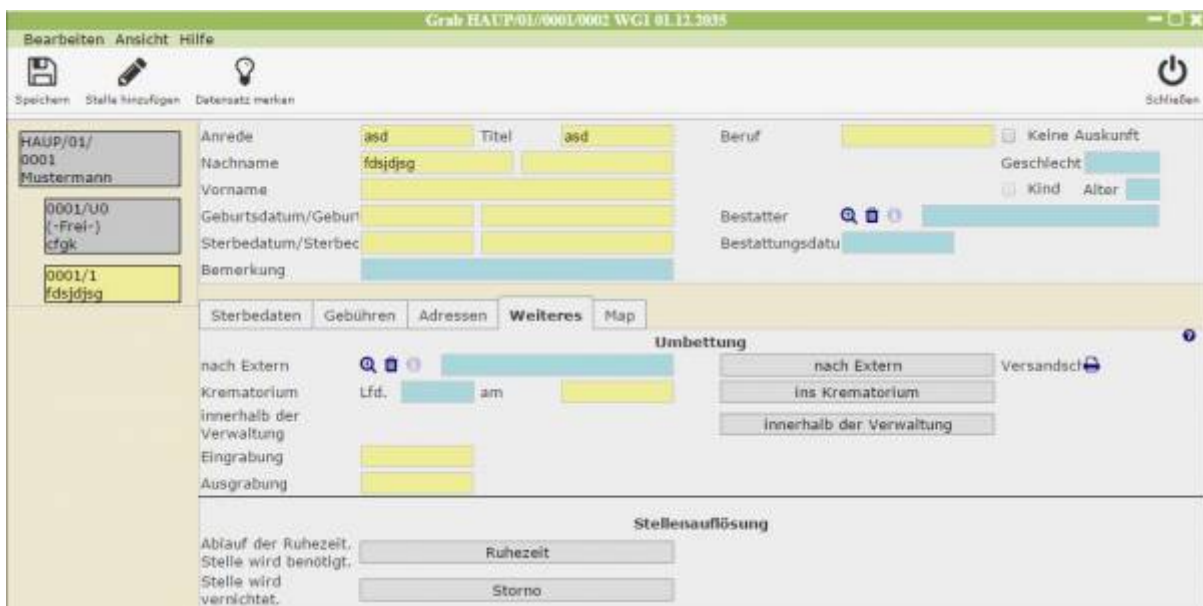 Grab HAUP/01//0001/0002 WG1 01.12.2035
Bearbeiten Ansicht Hilfe
Speichern Stelle hinzufügen Datensatz merken Schließen
HAUP/01/
0001
Mustermann
0001/U0
(-Frei-)
cfgk
0001/1
fdsjdjsg
Anrede asd Titel asd Beruf Keine Auskunft
Nachname fdsjdjsg Geschlecht
Vorname Kind Alter
Geburtsdatum/Geburt Bestatter
Sterbedatum/Sterbec Bestattungsdatu
Bemerkung
Sterbedaten Gebühren Adressen Weiteres Map
Umbettung
nach Extern nach Extern Versandsch
Krematorium Lfd. am ins Krematorium
innerhalb der
Verwaltung innerhalb der Verwaltung
Eingrabung
Ausgrabung
Stellenauflösung
Ablauf der Ruhezeit.
Stelle wird benötigt. Ruhezeit
Stelle wird
vernichtet. Storno